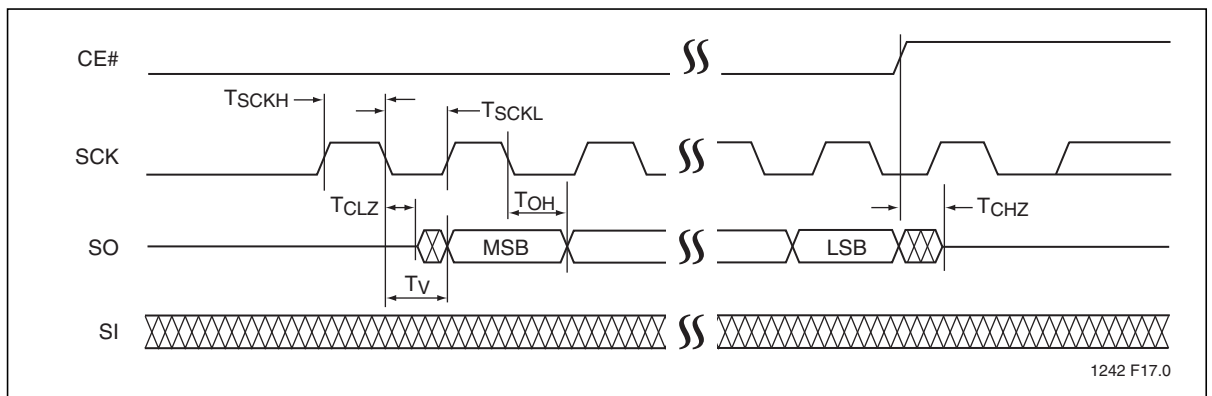 CE#
TSCKH
TSCKL
SCK
TCLZ
TOH
TCHZ
SO
MSB
LSB
TV
SI
1242 F17.0